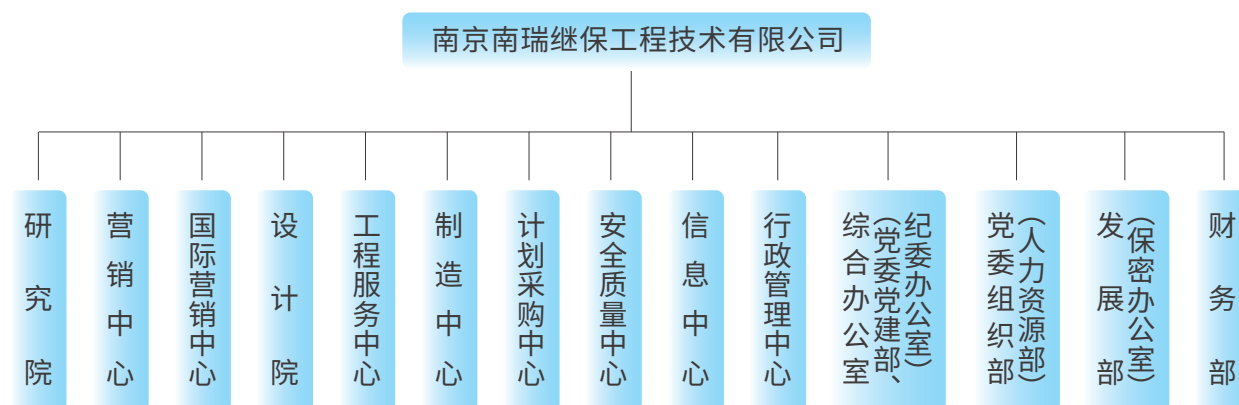 南京南瑞继保工程技术有限公司
研究院
营销中心
国际营销中心
设计院
工程服务中心
制造中心
计划采购中心
安全质量中心
信息中心
行政管理中心
综合办公室
（党委党建部、
纪委办公室）
党委组织部
（人力资源部）
发展部
（保密办公室）
财务部